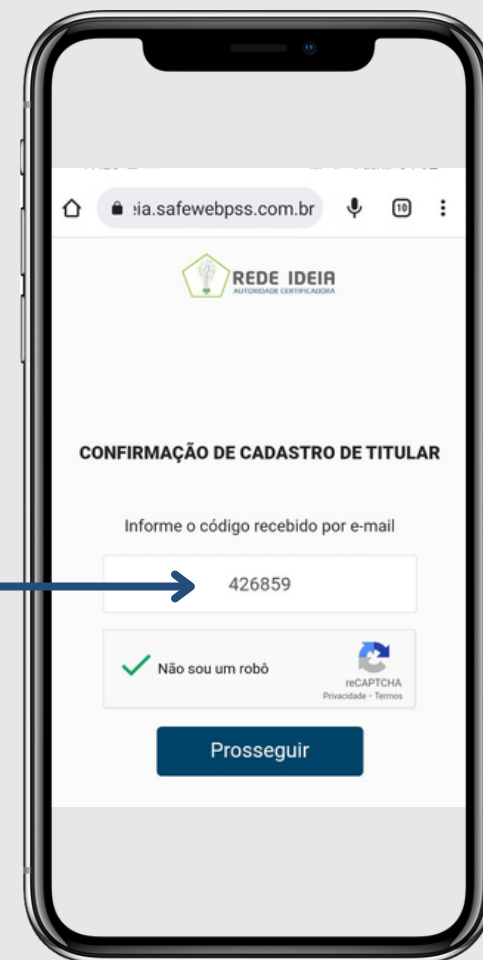 eia.safewebpss.com.br
10
REDE IDEIA
AUTORIDADE CERTIFICADORA
CONFIRMAÇÃO DE CADASTRO DE TITULAR
Informe o código recebido por e-mail
426859
Não sou um robô
reCAPTCHA
Privacidade - Termos
Prosseguir